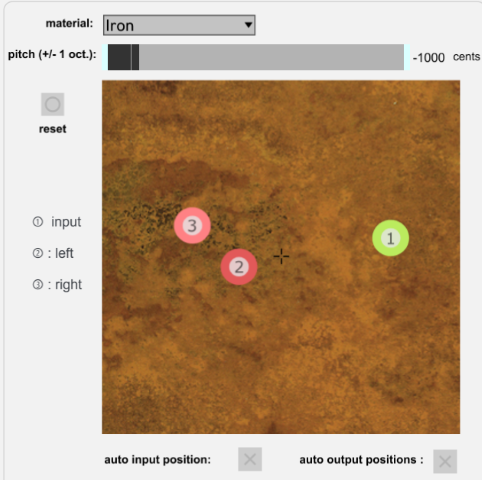 material: Iron
pitch (+/- 1 oct.): -1000 cents
reset
3
1
① input
2
② : left
③ : right
auto input position:
auto output positions :